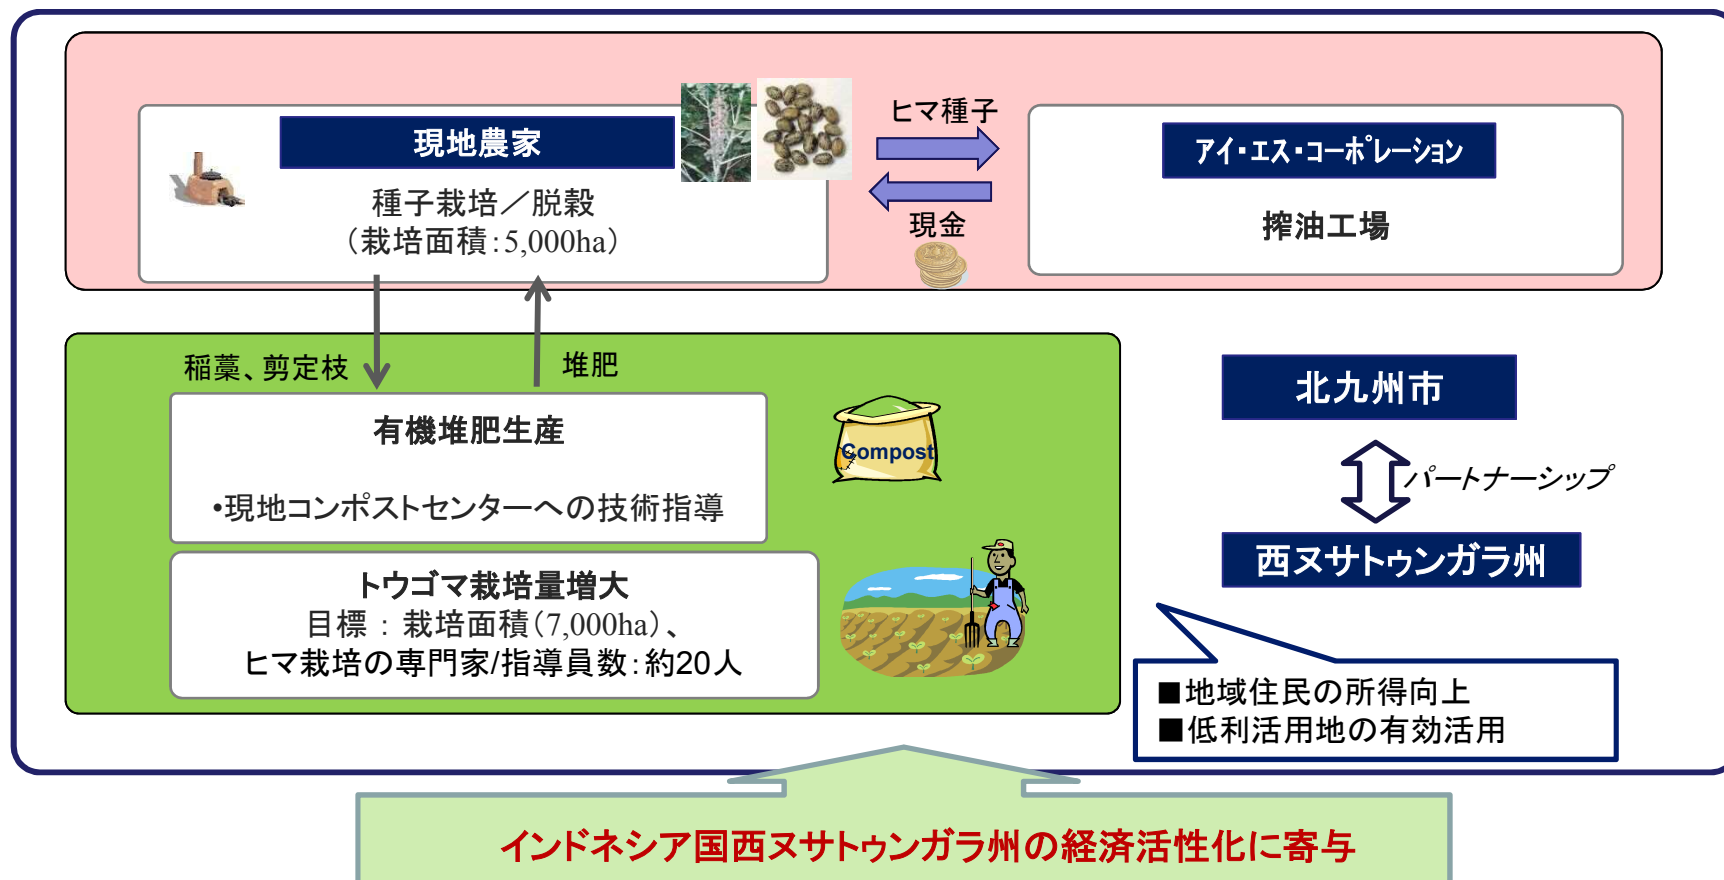 現地農家
種子栽培／脱穀
（栽培面積：5,000ha）
ヒマ種子
現金
アイ・エス・コーポレーション
搾油工場
稲藁、剪定枝
堆肥
有機堆肥生産
•現地コンポストセンターへの技術指導
Compost
トウゴマ栽培量増大
目標 ： 栽培面積（7,000ha）、
ヒマ栽培の専門家/指導員数：約20人
北九州市
パートナーシップ
西ヌサトゥンガラ州
■地域住民の所得向上
■低利活用地の有効活用
インドネシア国西ヌサトゥンガラ州の経済活性化に寄与